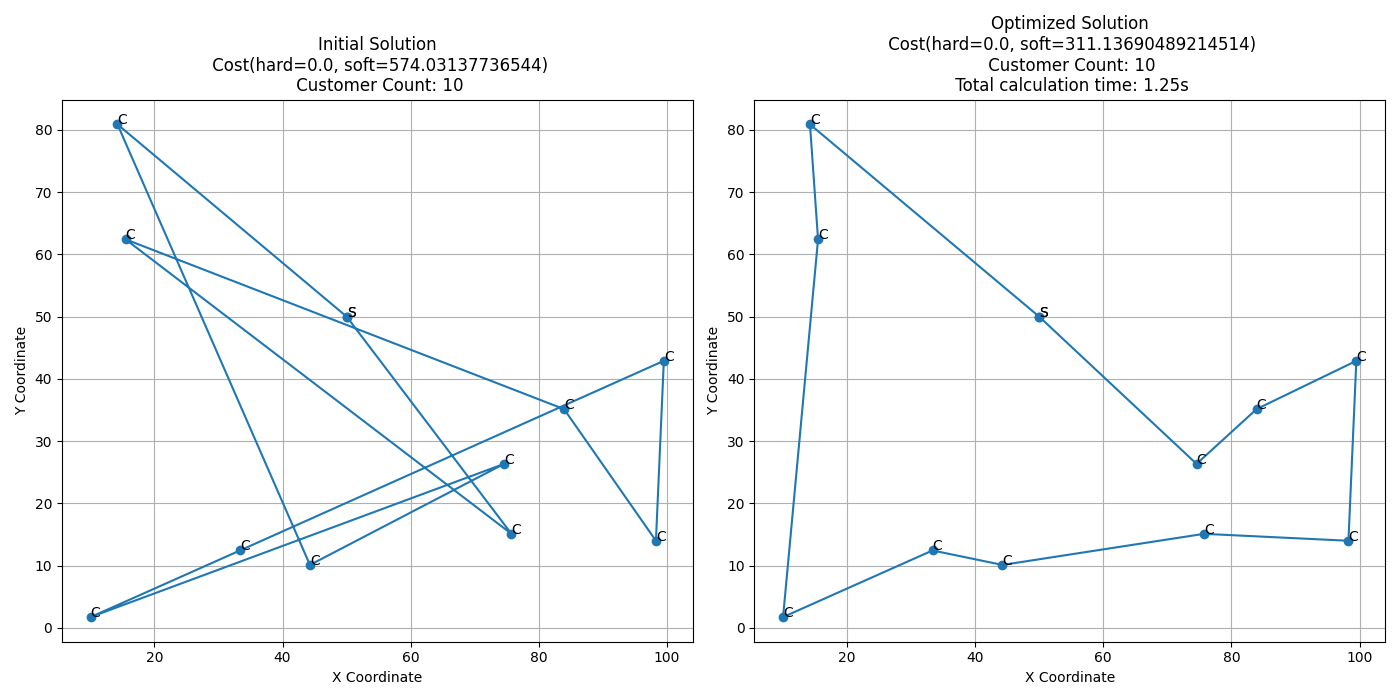 Initial Solution
Cost(hard=0.0, soft=574.03137736544)
Customer Count: 10
80
70
60
50
40
30
20
10
0
Y Coordinate
C
C
S
C
C
C
C
C
C
C
C
20
40
60
80
100
X Coordinate
Optimized Solution
Cost(hard=0.0, soft=311.13690489214514)
Customer Count: 10
Total calculation time: 1.25s
80
70
60
50
40
30
20
10
0
Y Coordinate
C
C
S
C
C
C
C
C
C
C
C
20
40
60
80
100
X Coordinate